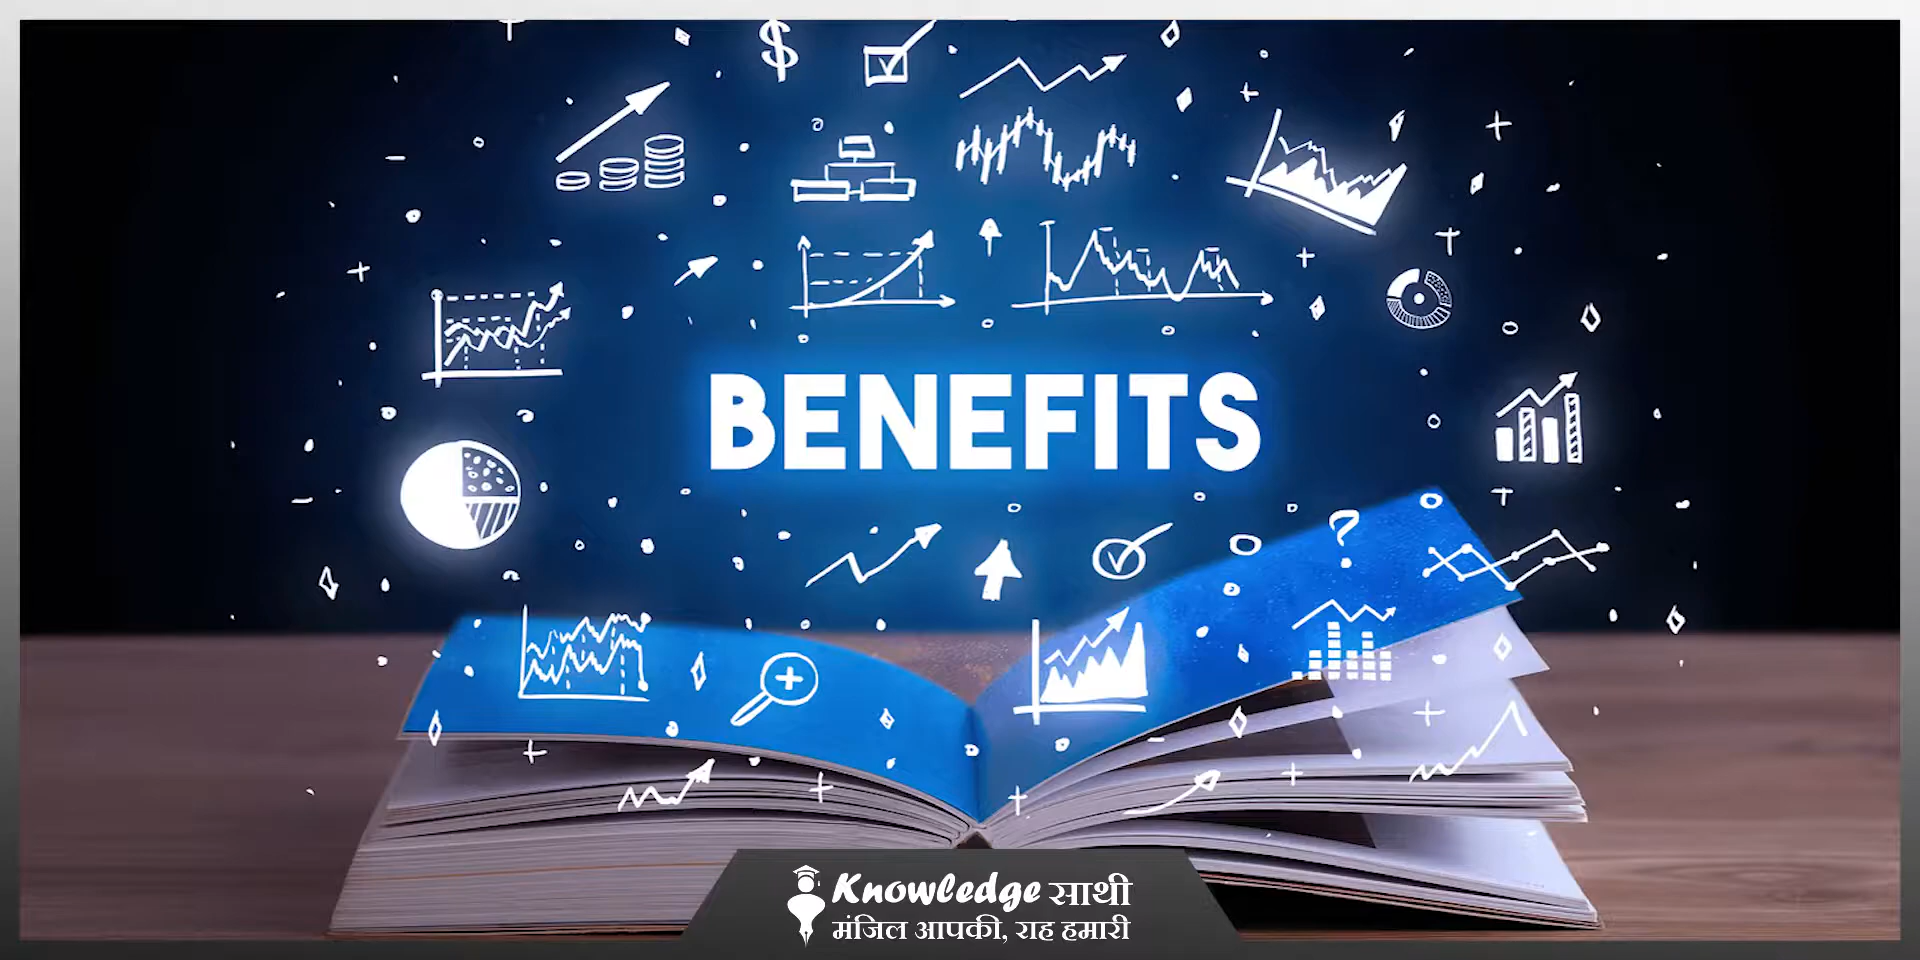 BENEFITS
Knowledge साथी
मंजिल आपकी, राह हमारी